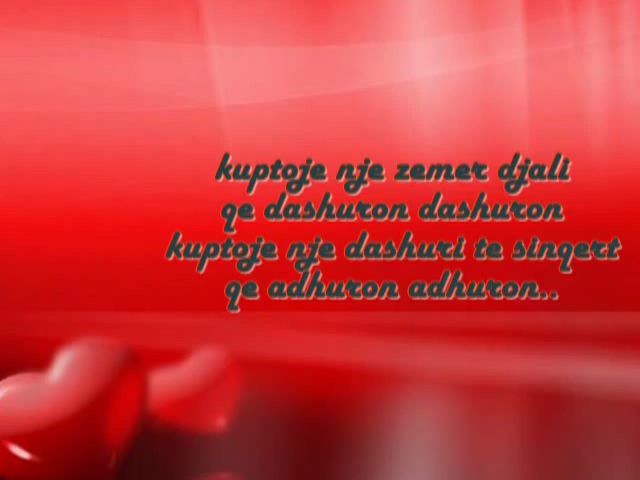 kuptoje nje zemer djali
qe dashuron dashuron
kuptoje nje dashuri te sinqert
qe adhuron adhuron..